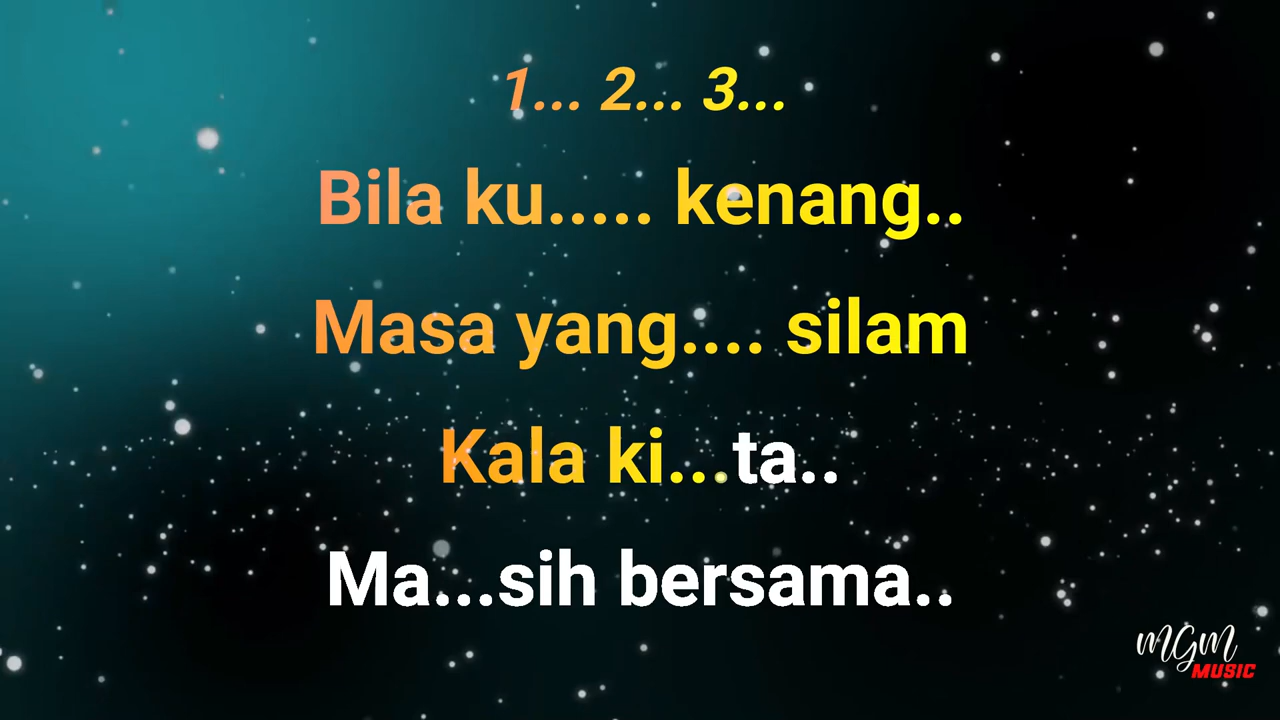 1... 2... 3...
Bila ku..... kenang..
Masa yang.... silam
Kala ki...ta..
Ma...sih bersama..
mGm
MUSIC